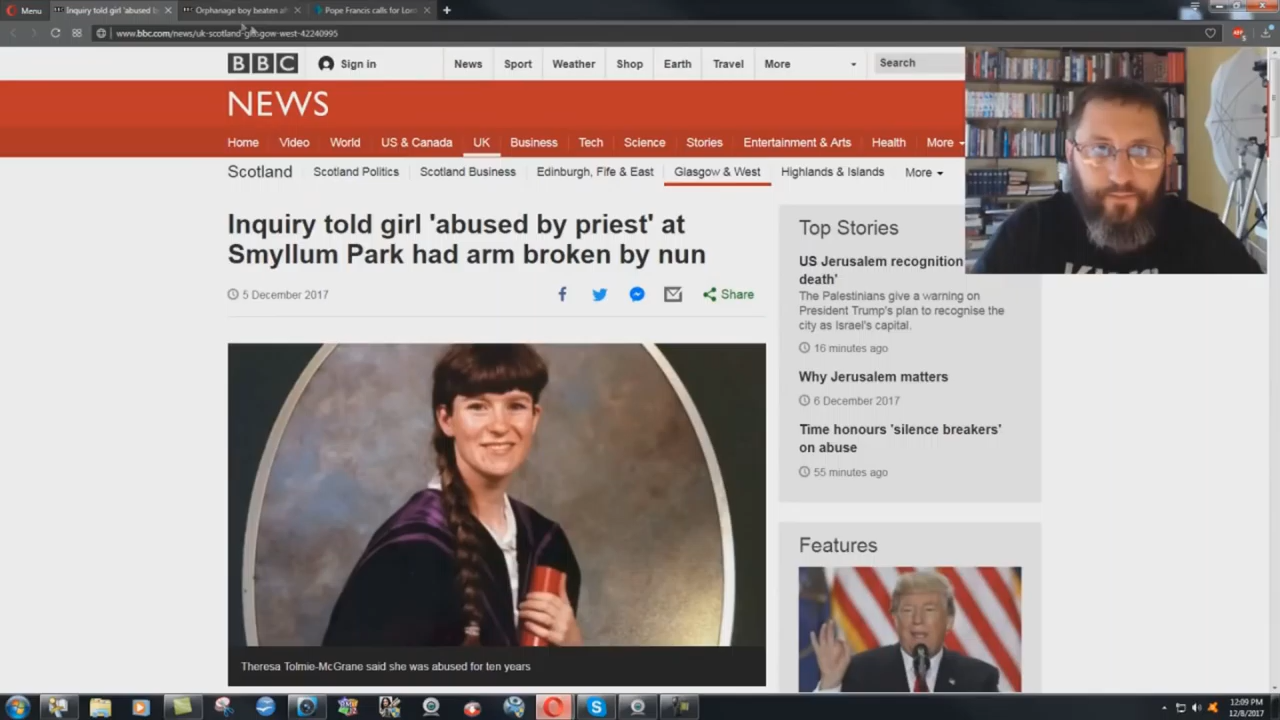 Menu
Inquiry told girl 'abused b
Orphanage boy beaten
Pope Francis calls for Lor
www.bbc.com/news/uk-scotland-glasgow-west-42240995
BBC
Sign in
News
Sport
Weather
Shop
Earth
Travel
More
Search
NEWS
Home
Video
World
US & Canada
UK
Business
Tech
Science
Stories
Entertainment & Arts
Health
More
Scotland
Scotland Politics
Scotland Business
Edinburgh, Fife & East
Glasgow & West
Highlands & Islands
More
Inquiry told girl 'abused by priest' at
Smyllum Park had arm broken by nun
5 December 2017
Share
Theresa Tolmie-McGrane said she was abused for ten years
Top Stories
US Jerusalem recognition
death'
The Palestinians give a warning on
President Trump's plan to recognise the
city as Israel's capital.
16 minutes ago
Why Jerusalem matters
6 December 2017
Time honours 'silence breakers'
on abuse
55 minutes ago
Features
12:09 PM
12/8/2017